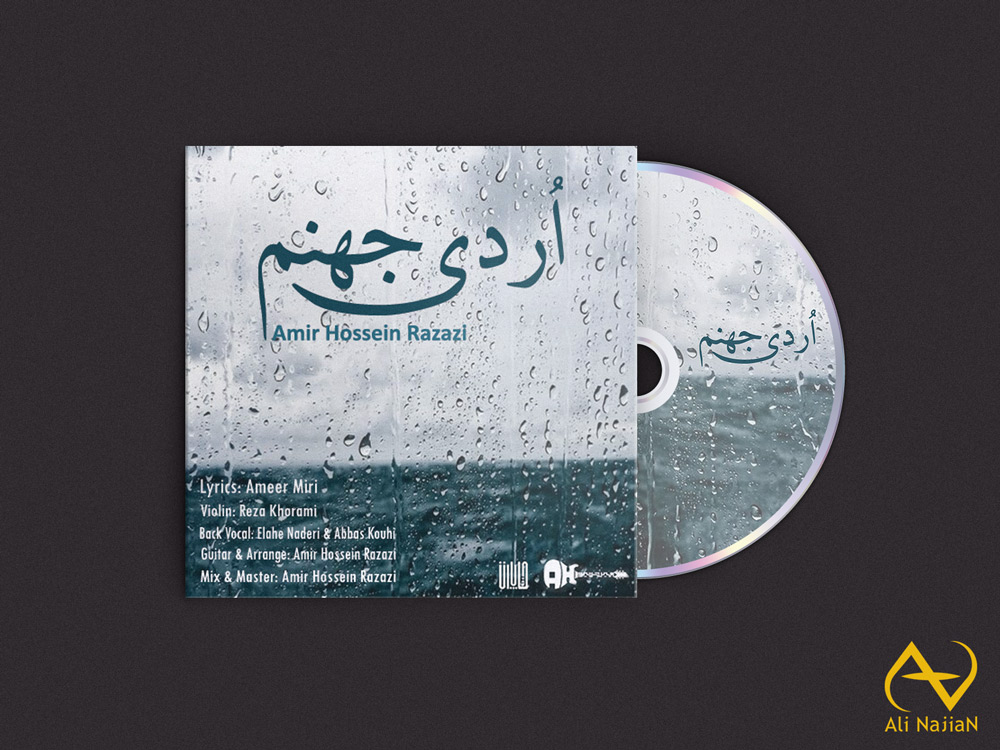 اُردی جهنم
Amir Hossein Razazi
Lyrics: Ameer Miri
Violin: Reza Khorami
Back Vocal: Elahe Naderi & Abbas Kouhi
Guitar & Arrange: Amir Hossein Razazi
Mix & Master: Amir Hossein Razazi
AH
اُردی جهنم
Ali NajiaN